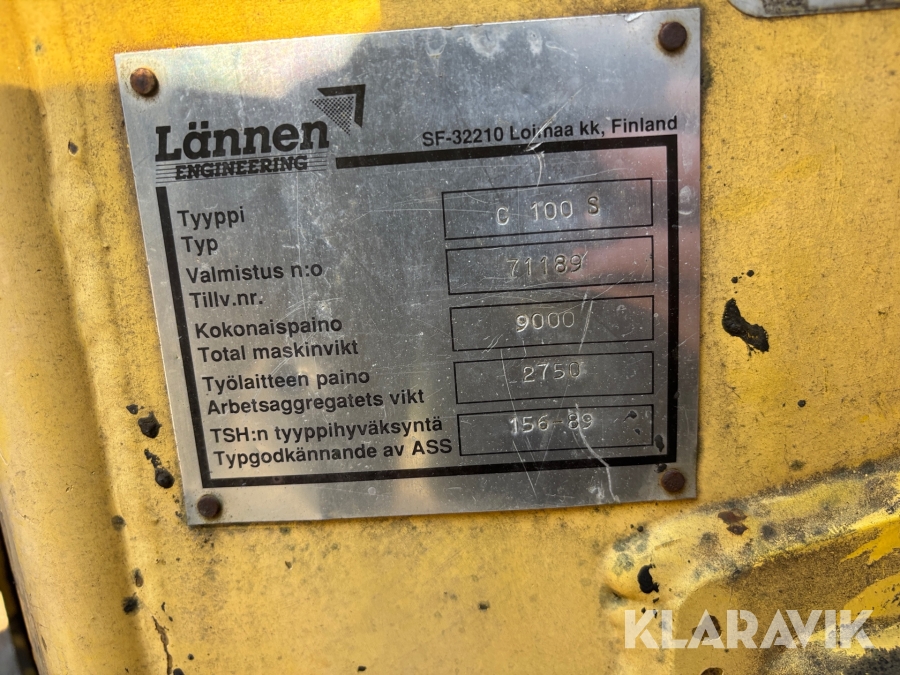 Lännen
ENGINEERING
SF-32210 Loimaa kk, Finland
Tyyppi
Typ
C 100 S
Valmistus n:o
Tillv.nr.
71189
Kokonaispaino
Total maskinvikt
9000
Työlaitteen paino
Arbetsaggregatets vikt
2750
TSH:n tyyppihyväksyntä
Typgodkännande av ASS
156-89
KLARAVIK